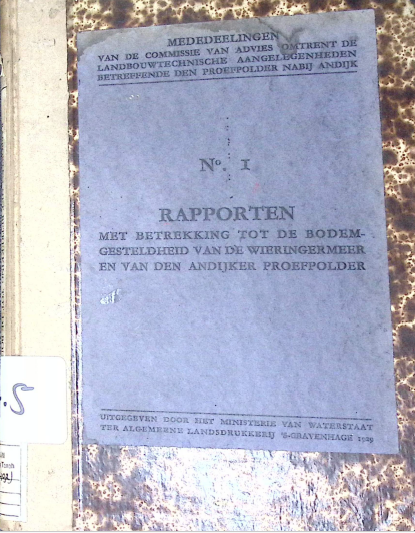 MEDEDEELINGEN
VAN DE COMMISSIE VAN ADVIES OMTRENT DE
LANDBOUWTECHNISCHE AANGELEGENHEDEN
BETREFFENDE DEN PROEFPOLDER NABIJ ANDIJK
No. 1
RAPPORTEN
MET BETREKKING TOT DE BODEM-
GESTELDHEID VAN DE WIERINGERMEER
EN VAN DEN ANDIJKER PROEFPOLDER
UITGEGEVEN DOOR HET MINISTERIE VAN WATERSTAAT
TER ALGEMEENE LANDSDRUKKERIJ 'S-GRAVENHAGE 1929
.S